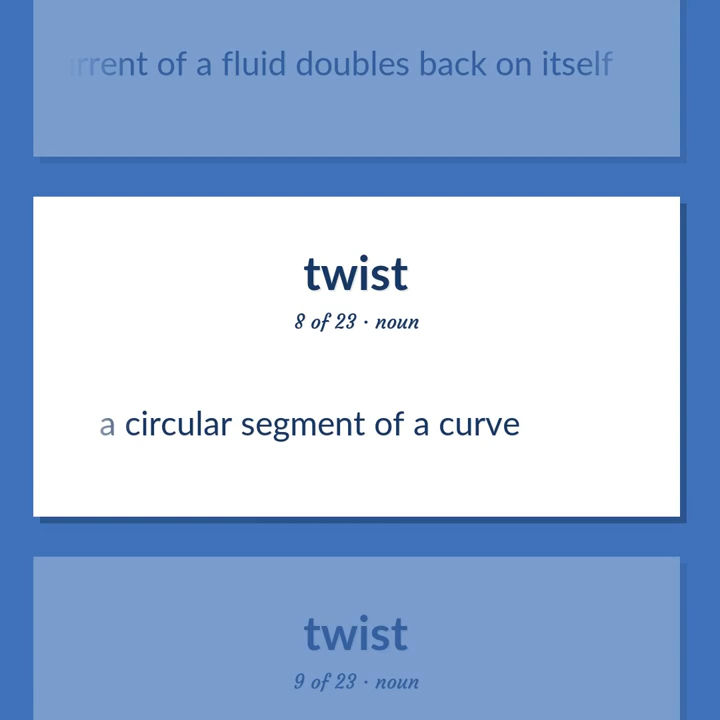 of a fluid doubles back on itself
twist
8 of 23 · noun
a circular segment of a curve
twist
9 of 23 · noun